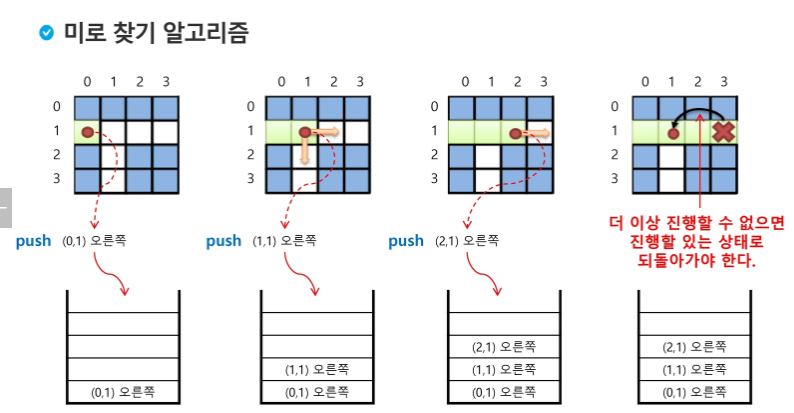 미로 찾기 알고리즘
0 1 2 3
0
1
2
3
0 1 2 3
0
1
2
3
0 1 2 3
0
1
2
3
0 1 2 3
0
1
2
3
push (0,1) 오른쪽
push (1,1) 오른쪽
push (2,1) 오른쪽
더 이상 진행할 수 없으면
진행할 있는 상태로
되돌아가야 한다.
(0,1) 오른쪽
(1,1) 오른쪽
(0,1) 오른쪽
(2,1) 오른쪽
(1,1) 오른쪽
(0,1) 오른쪽
(2,1) 오른쪽
(1,1) 오른쪽
(0,1) 오른쪽